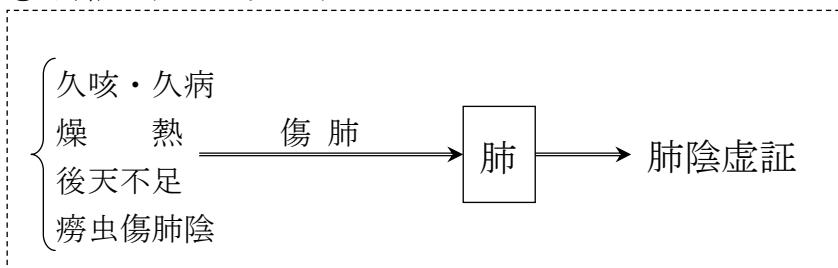 久咳・久病
燥 熱
後天不足
癆虫傷肺陰
傷肺
肺
肺陰虚証